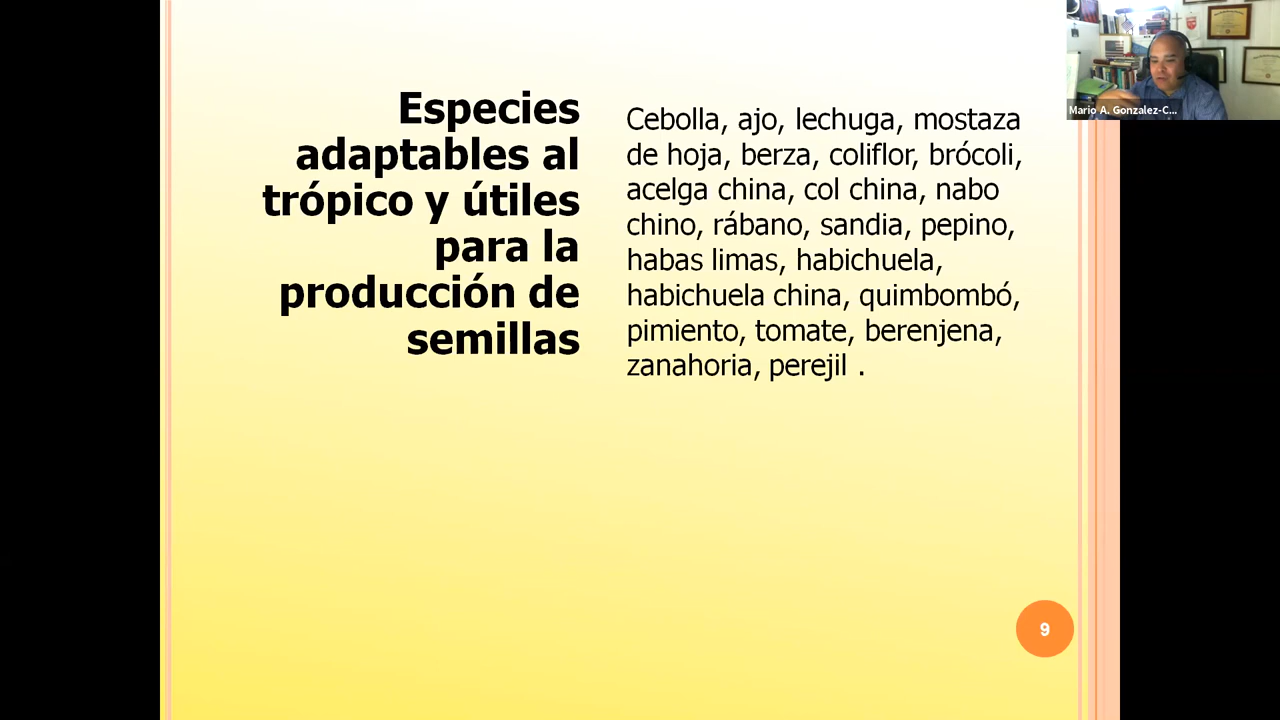 Especies
adaptables al
trópico y útiles
para la
producción de
semillas
Cebolla, ajo, lechuga, mostaza
de hoja, berza, coliflor, brócoli,
acelga china, col china, nabo
chino, rábano, sandia, pepino,
habas limas, habichuela,
habichuela china, quimbombó,
pimiento, tomate, berenjena,
zanahoria, perejil .
9
Mario A. Gonzalez-C...